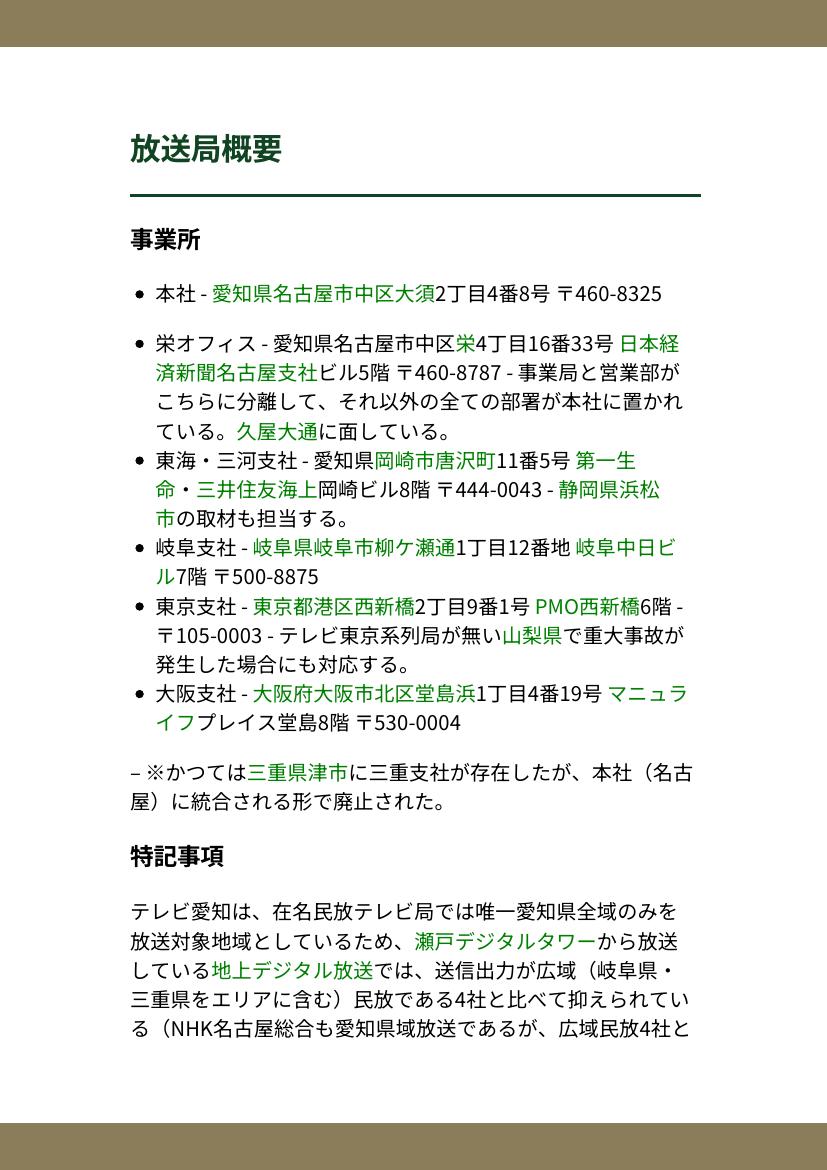 放送局概要
事業所
• 本社 - 愛知県名古屋市中区大須2丁目4番8号 〒460-8325
• 栄オフィス - 愛知県名古屋市中区栄4丁目16番33号 日本経
済新聞名古屋支社ビル5階 〒460-8787 - 事業局と営業部が
こちらに分離して、それ以外の全ての部署が本社に置かれ
ている。久屋大通に面している。
• 東海・三河支社 - 愛知県岡崎市唐沢町11番5号 第一生
命・三井住友海上岡崎ビル8階 〒444-0043 - 静岡県浜松
市の取材も担当する。
• 岐阜支社 - 岐阜県岐阜市柳ケ瀬通1丁目12番地 岐阜中日ビ
ル7階 〒500-8875
• 東京支社 - 東京都港区西新橋2丁目9番1号 PMO西新橋6階 -
〒105-0003 - テレビ東京系列局が無い山梨県で重大事故が
発生した場合にも対応する。
• 大阪支社 - 大阪府大阪市北区堂島浜1丁目4番19号 マニュラ
イフプレイス堂島8階 〒530-0004
– ※かつては三重県津市に三重支社が存在したが、本社（名古
屋）に統合される形で廃止された。
特記事項
テレビ愛知は、在名民放テレビ局では唯一愛知県全域のみを
放送対象地域としているため、瀬戸デジタルタワーから放送
している地上デジタル放送では、送信出力が広域（岐阜県・
三重県をエリアに含む）民放である4社と比べて抑えられてい
る（NHK名古屋総合も愛知県域放送であるが、広域民放4社と